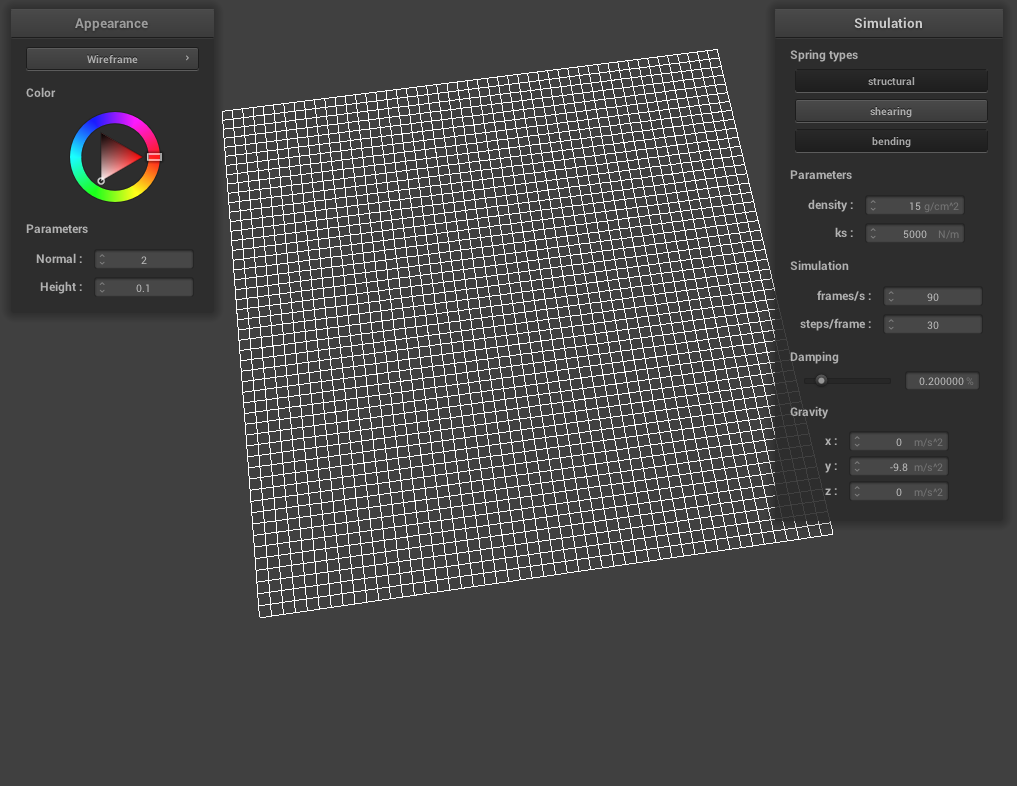 Appearance
Wireframe
Color
Parameters
Normal : 2
Height : 0.1
Simulation
Spring types
structural
shearing
bending
Parameters
density : 15 g/cm^2
ks : 5000 N/m
Simulation
frames/s : 90
steps/frame : 30
Damping
0.200000 %
Gravity
x : 0 m/s^2
y : -9.8 m/s^2
z : 0 m/s^2